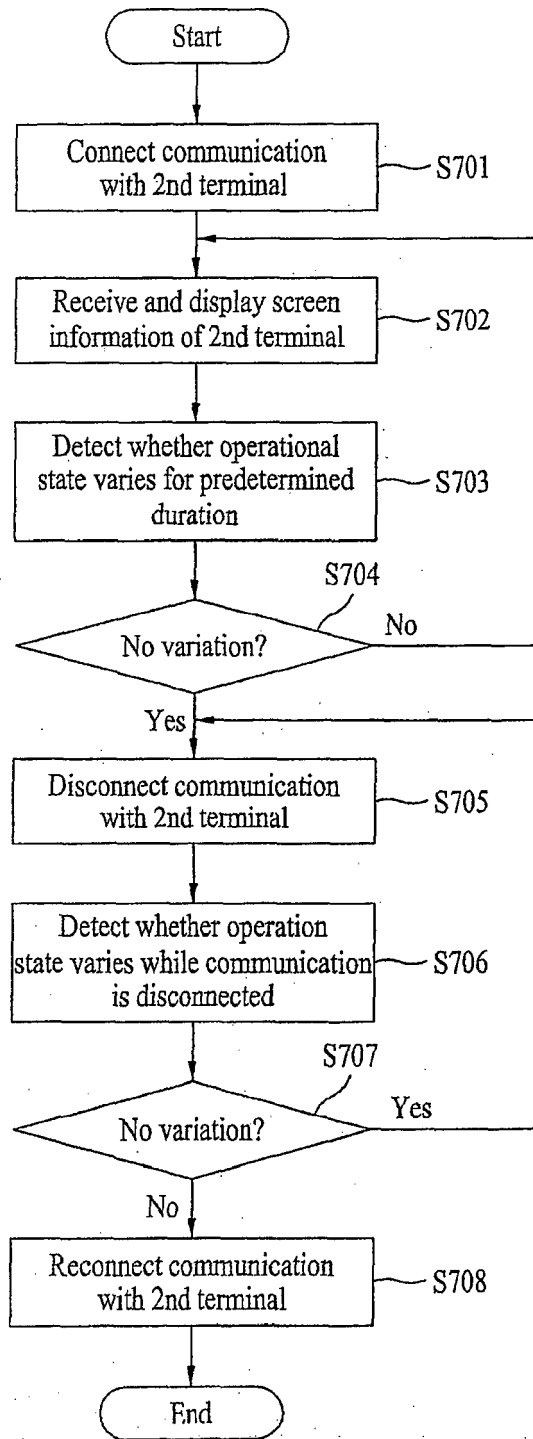 Start
Connect communication
with 2nd terminal
S701
Receive and display screen
information of 2nd terminal
S702
Detect whether operational
state varies for predetermined
duration
S703
S704
No variation?
No
Yes
Disconnect communication
with 2nd terminal
S705
Detect whether operation
state varies while communication
is disconnected
S706
S707
No variation?
Yes
No
Reconnect communication
with 2nd terminal
S708
End